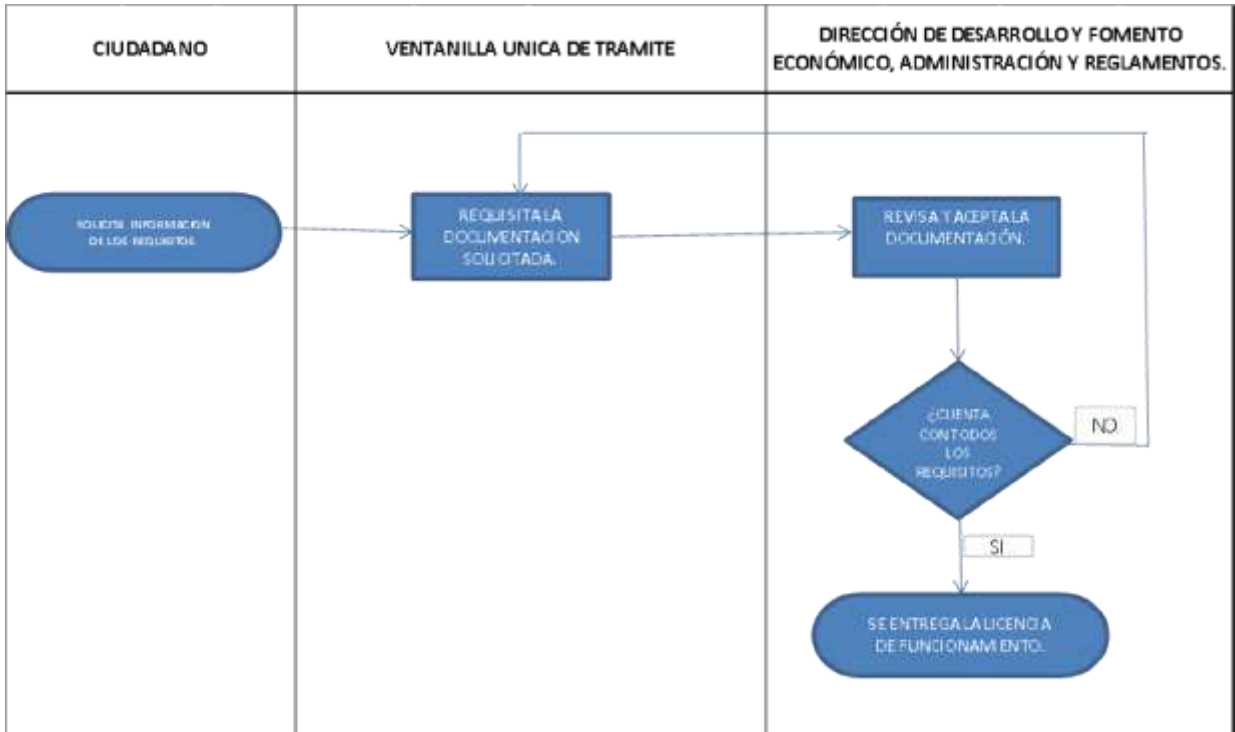 CIUDADANO
VENTANILLA UNICA DE TRAMITE
DIRECCIÓN DE DESARROLLO Y FOMENTO
ECONÓMICO, ADMINISTRACIÓN Y REGLAMENTOS.
SOLICITA INFORMACION
DE LOS REQUISITOS
REQUISITA LA
DOCUMENTACION
SOLICITADA.
REVISA Y ACEPTA LA
DOCUMENTACIÓN.
¿CUENTA
CON TODOS
LOS
REQUISITOS?
NO
SI
SE ENTREGA LA LICENCIA
DE FUNCIONAMIENTO.